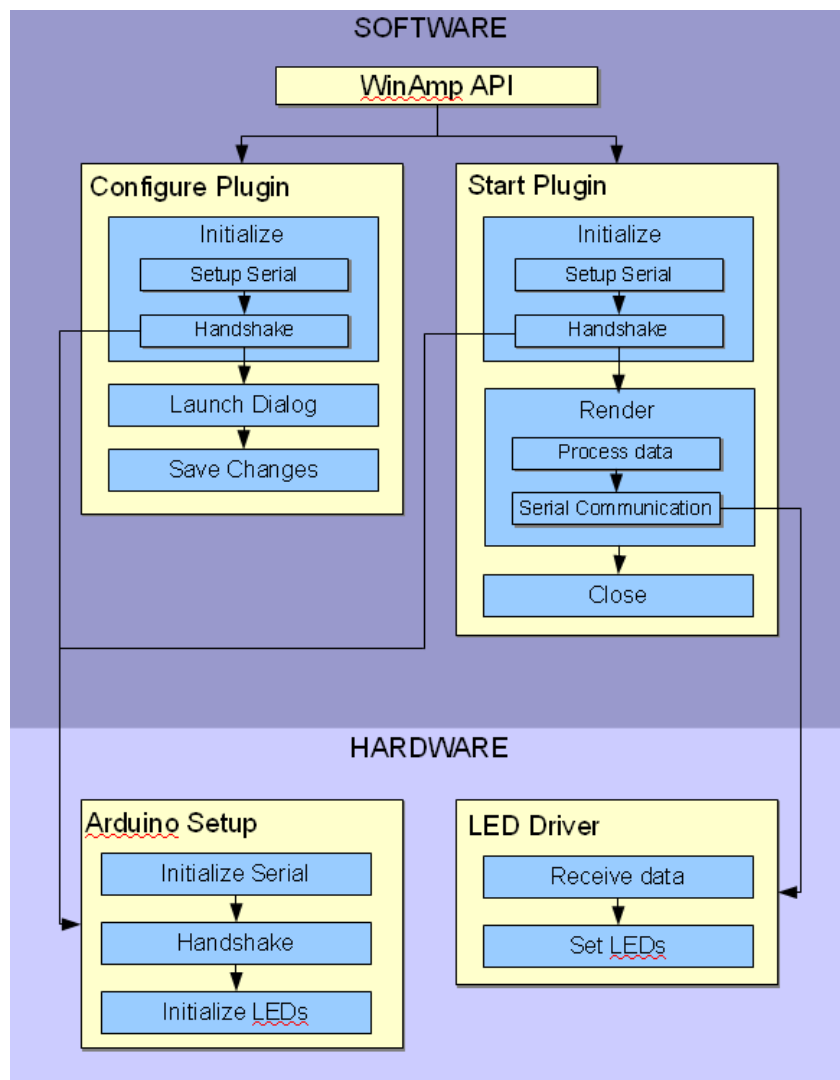 SOFTWARE
WinAmp API
Configure Plugin
Initialize
Setup Serial
Handshake
Launch Dialog
Save Changes
Start Plugin
Initialize
Setup Serial
Handshake
Render
Process data
Serial Communication
Close
HARDWARE
Arduino Setup
Initialize Serial
Handshake
Initialize LEDs
LED Driver
Receive data
Set LEDs